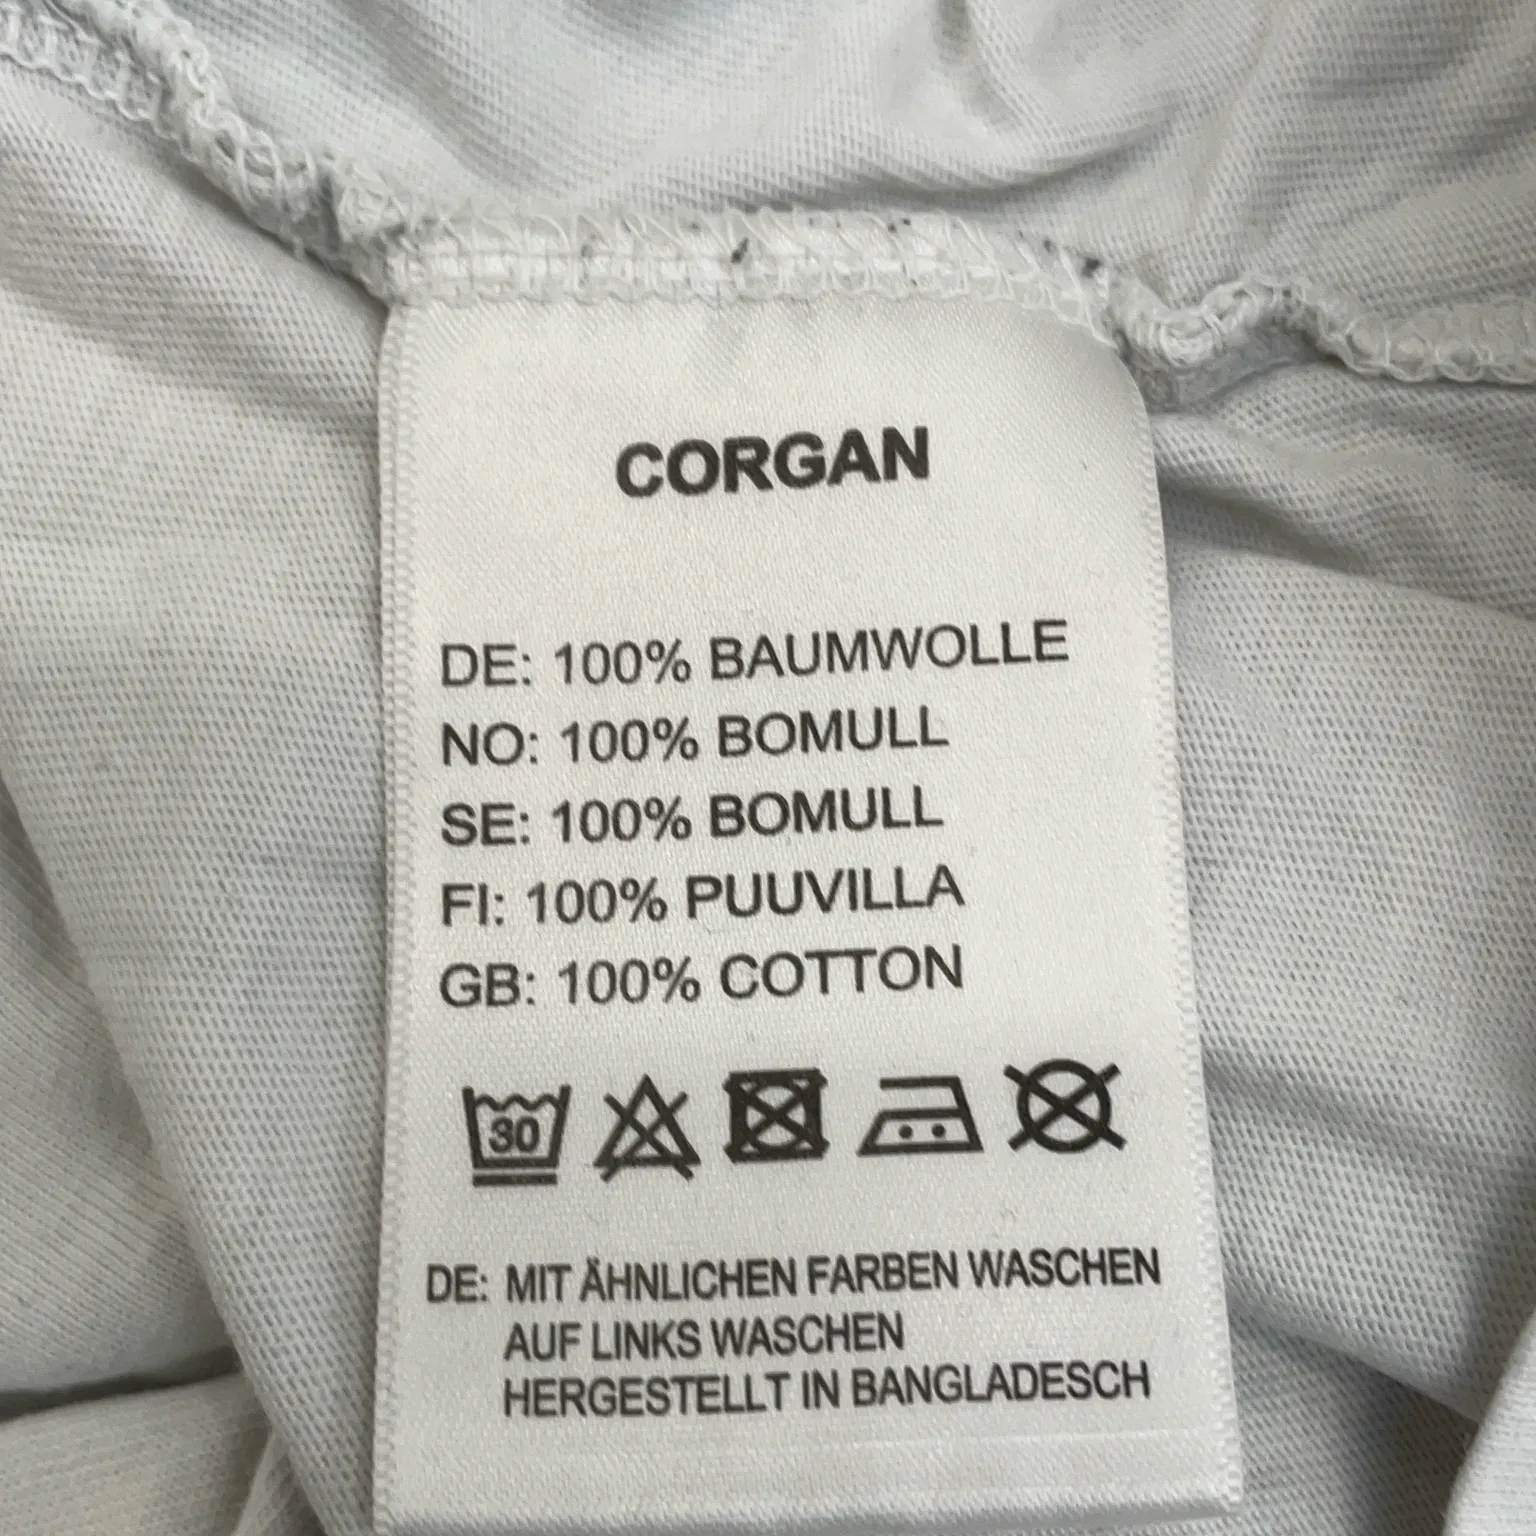 CORGAN
DE: 100% BAUMWOLLE
NO: 100% BOMULL
SE: 100% BOMULL
FI: 100% PUUVILLA
GB: 100% COTTON
30
DE: MIT ÄHNLICHEN FARBEN WASCHEN
AUF LINKS WASCHEN
HERGESTELLT IN BANGLADESCH